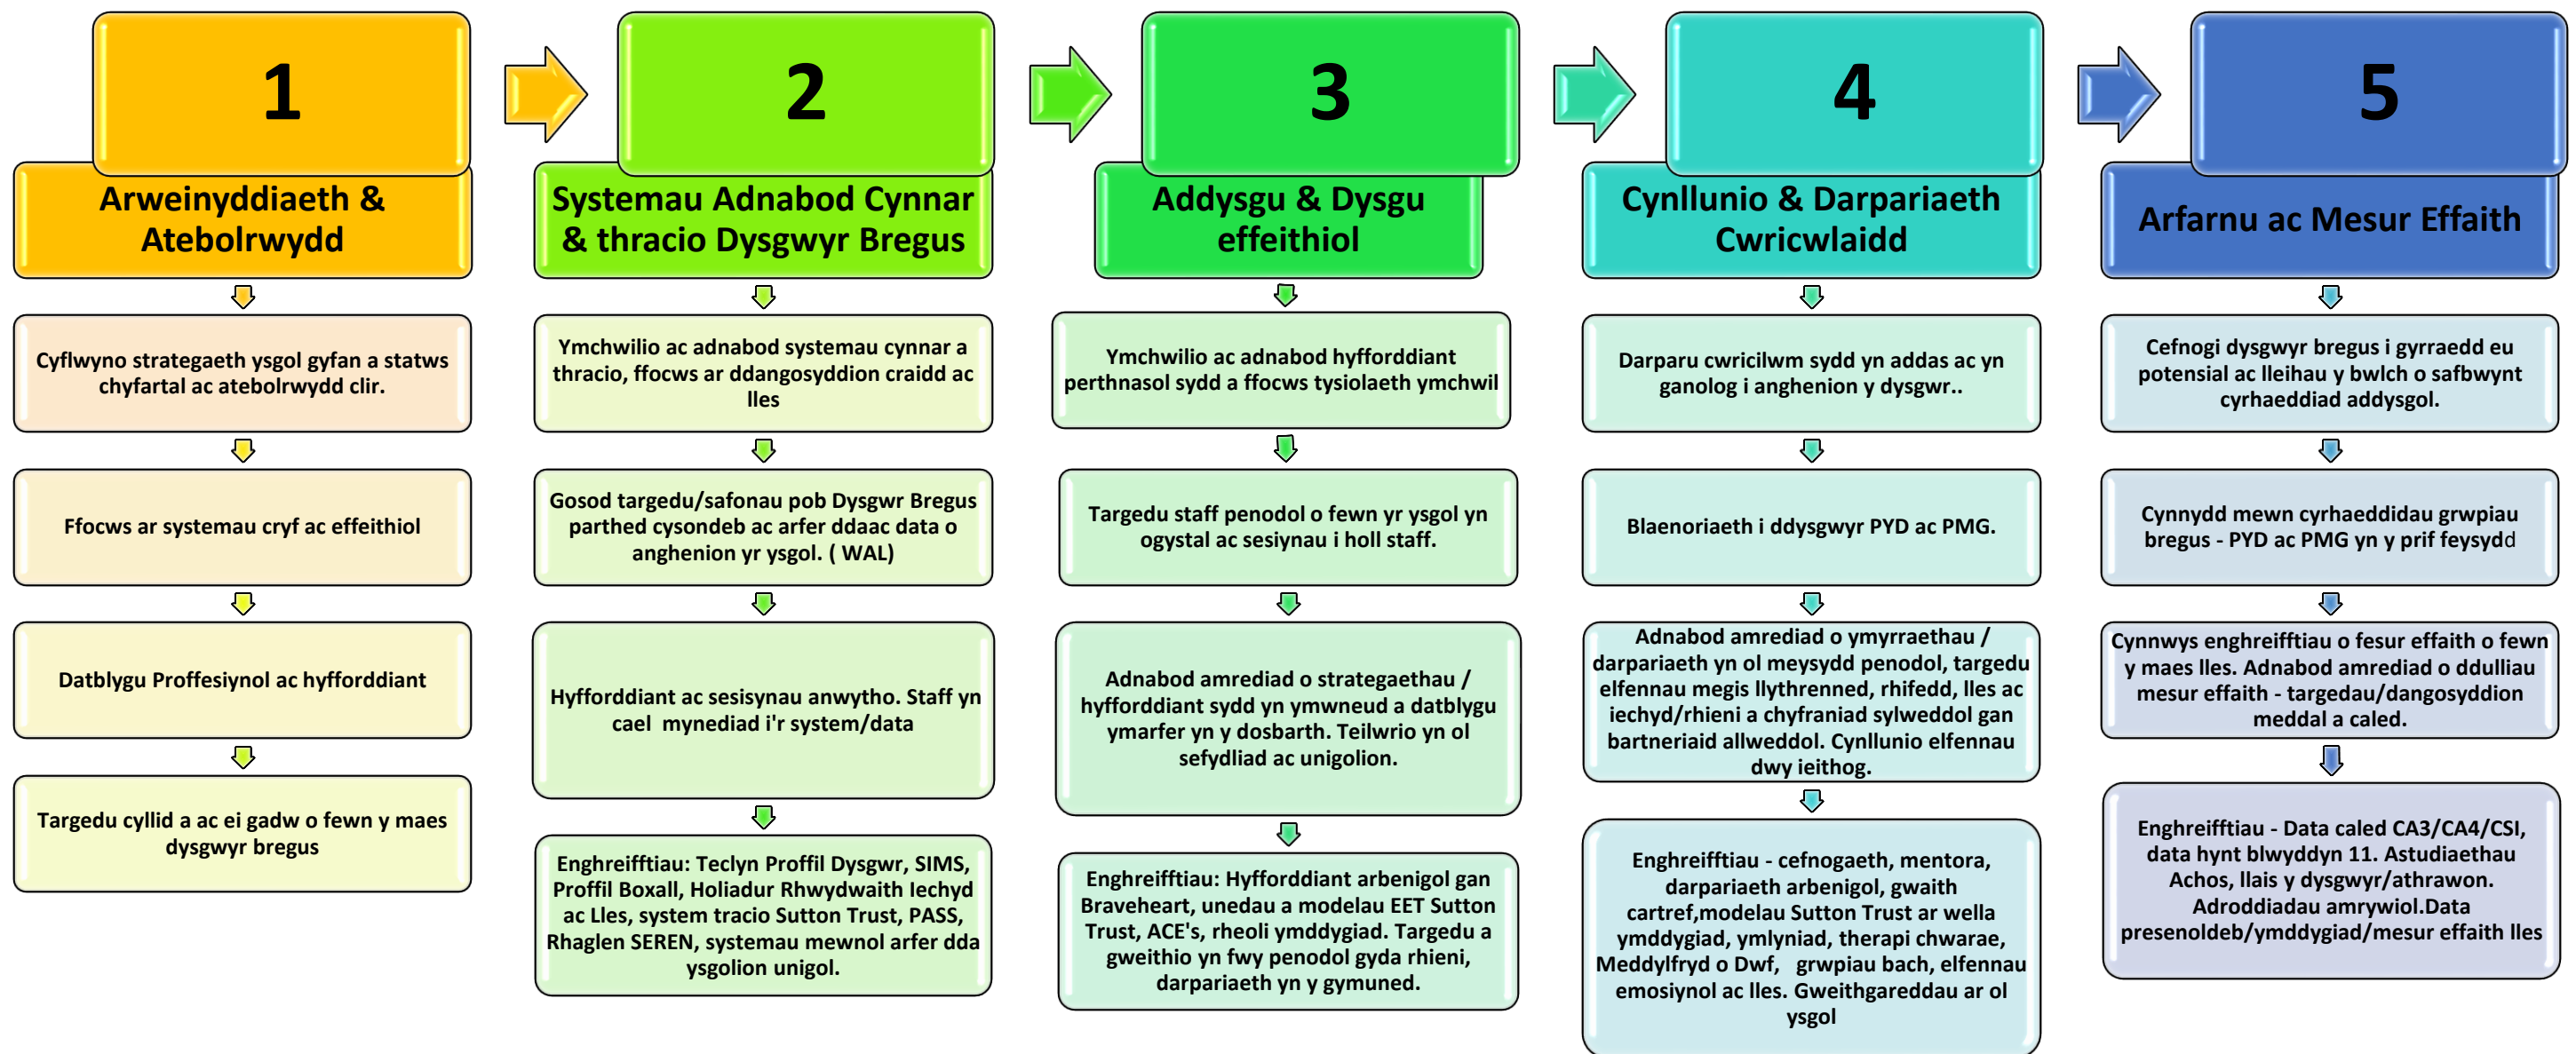 1
Arweinyddiaeth &
Atebolrwydd
Cyflwyno strategaeth ysgol gyfan a statws
chyfartal ac atebolrwydd clir.
Ffocws ar systemau cryf ac effeithiol
Datblygu Proffesiynol ac hyfforddiant
Targedu cyllid a ac ei gadw o fewn y maes
dysgwyr bregus
2
Systemau Adnabod Cynnar
& thracio Dysgwyr Bregus
Ymchwilio ac adnabod systemau cynnar a
thracio, ffocws ar ddangosyddion craidd ac
lles
Gosod targedu/safonau pob Dysgwr Bregus
parthed cysondeb ac arfer ddaac data o
anghenion yr ysgol. ( WAL)
Hyfforddiant ac sesisynau anwytho. Staff yn
cael  mynediad i'r system/data
Enghreifftiau: Teclyn Proffil Dysgwr, SIMS,
Proffil Boxall, Holiadur Rhwydwaith Iechyd
ac Lles, system tracio Sutton Trust, PASS,
Rhaglen SEREN, systemau mewnol arfer dda
ysgolion unigol.
3
Addysgu & Dysgu
effeithiol
Ymchwilio ac adnabod hyfforddiant
perthnasol sydd a ffocws tysiolaeth ymchwil
Targedu staff penodol o fewn yr ysgol yn
ogystal ac sesiynau i holl staff.
Adnabod amrediad o strategaethau /
hyfforddiant sydd yn ymwneud a datblygu
ymarfer yn y dosbarth. Teilwrio yn ol
sefydliad ac unigolion.
Enghreifftiau: Hyfforddiant arbenigol gan
Braveheart, unedau a modelau EET Sutton
Trust, ACE's, rheoli ymddygiad. Targedu a
gweithio yn fwy penodol gyda rhieni,
darpariaeth yn y gymuned.
4
Cynllunio & Darpariaeth
Cwricwlaidd
Darparu cwricilwm sydd yn addas ac yn
ganolog i anghenion y dysgwr..
Blaenoriaeth i ddysgwyr PYD ac PMG.
Adnabod amrediad o ymyrraethau /
darpariaeth yn ol meysydd penodol, targedu
elfennau megis llythrenned, rhifedd, lles ac
iechyd/rhieni a chyfraniad sylweddol gan
bartneriaid allweddol. Cynllunio elfennau
dwy ieithog.
Enghreifftiau - cefnogaeth, mentora,
darpariaeth arbenigol, gwaith
cartref,modelau Sutton Trust ar wella
ymddygiad, ymlyniad, therapi chwarae,
Meddylfryd o Dwf,   grwpiau bach, elfennau
emosiynol ac lles. Gweithgareddau ar ol
ysgol
5
Arfarnu ac Mesur Effaith
Cefnogi dysgwyr bregus i gyrraedd eu
potensial ac lleihau y bwlch o safbwynt
cyrhaeddiad addysgol.
Cynnydd mewn cyrhaeddidau grwpiau
bregus - PYD ac PMG yn y prif feysydd
Cynnwys enghreifftiau o fesur effaith o fewn
y maes lles. Adnabod amrediad o ddulliau
mesur effaith - targedau/dangosyddion
meddal a caled.
Enghreifftiau - Data caled CA3/CA4/CSI,
data hynt blwyddyn 11. Astudiaethau
Achos, llais y dysgwyr/athrawon.
Adroddiadau amrywiol.Data
presenoldeb/ymddygiad/mesur effaith lles